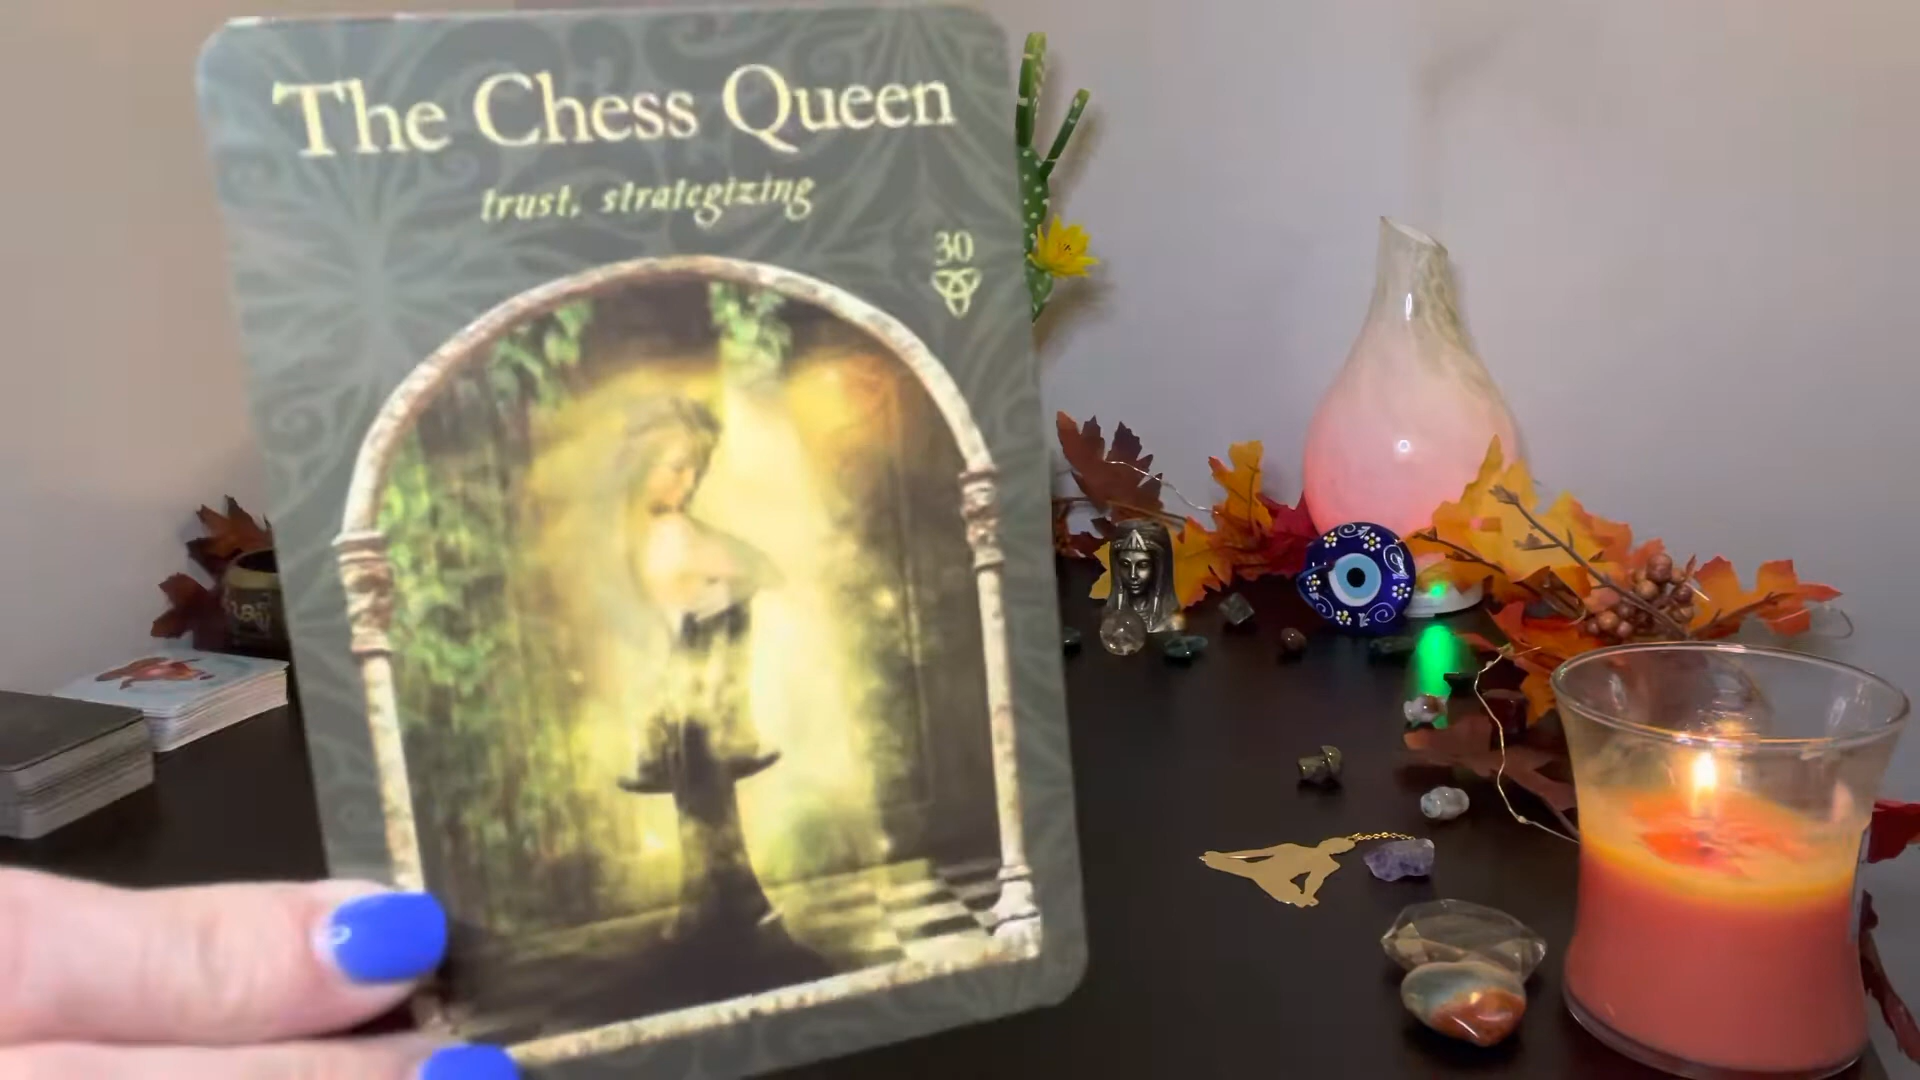 The Chess Queen
trust, strategizing
30